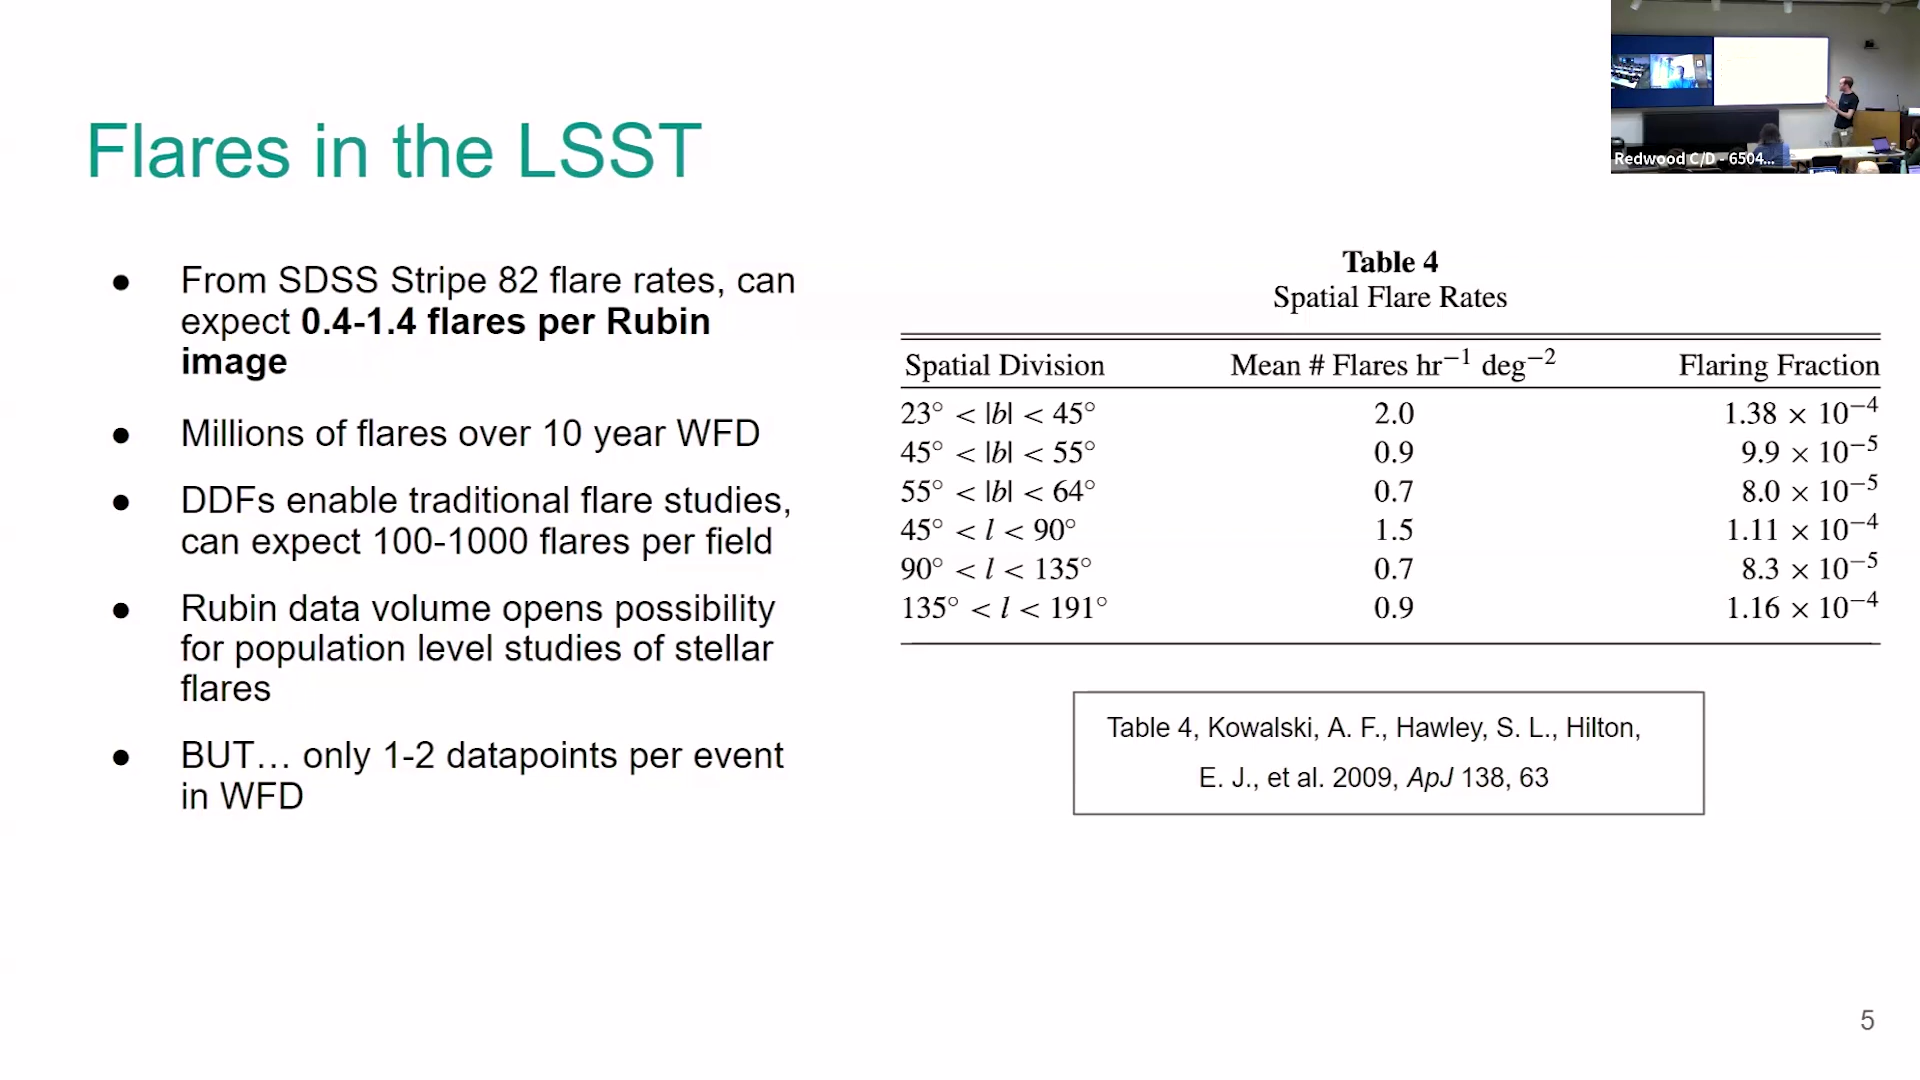 Flares in the LSST
● From SDSS Stripe 82 flare rates, can
expect 0.4-1.4 flares per Rubin
image
● Millions of flares over 10 year WFD
● DDFs enable traditional flare studies,
can expect 100-1000 flares per field
● Rubin data volume opens possibility
for population level studies of stellar
flares
● BUT… only 1-2 datapoints per event
in WFD
Table 4
Spatial Flare Rates
Spatial Division Mean # Flares hr⁻¹ deg⁻² Flaring Fraction
23° < |b| < 45° 2.0 1.38 × 10⁻⁴
45° < |b| < 55° 0.9 9.9 × 10⁻⁵
55° < |b| < 64° 0.7 8.0 × 10⁻⁵
45° < l < 90° 1.5 1.11 × 10⁻⁴
90° < l < 135° 0.7 8.3 × 10⁻⁵
135° < l < 191° 0.9 1.16 × 10⁻⁴
Table 4, Kowalski, A. F., Hawley, S. L., Hilton,
E. J., et al. 2009, ApJ 138, 63
Redwood C/D - 6504...
5